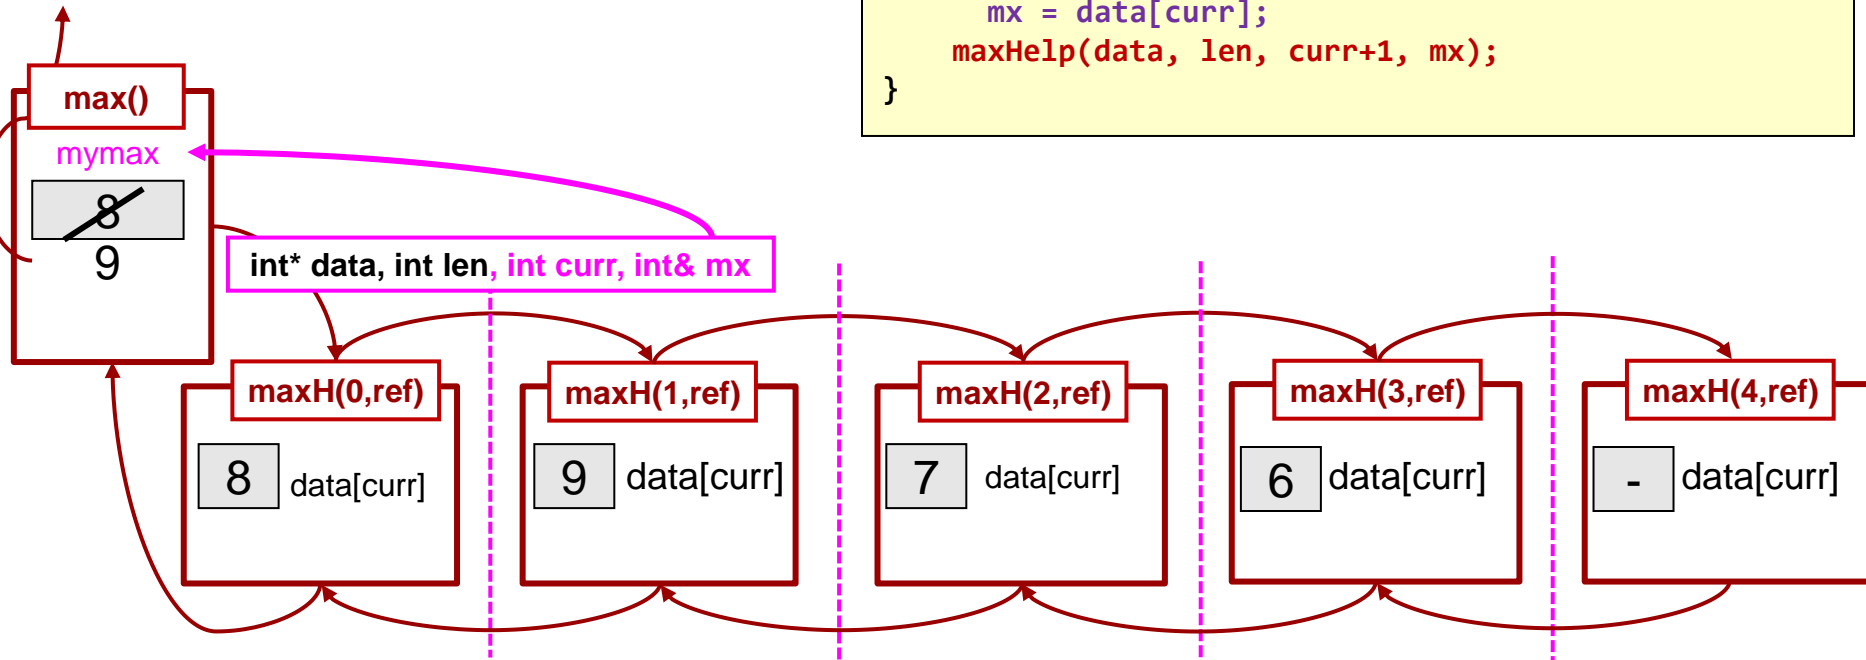 mx = data[curr];
maxHelp(data, len, curr+1, mx);
}
max()
mymax
8
9
int* data, int len, int curr, int& mx
maxH(0,ref)
8 data[curr]
maxH(1,ref)
9 data[curr]
maxH(2,ref)
7 data[curr]
maxH(3,ref)
6 data[curr]
maxH(4,ref)
- data[curr]